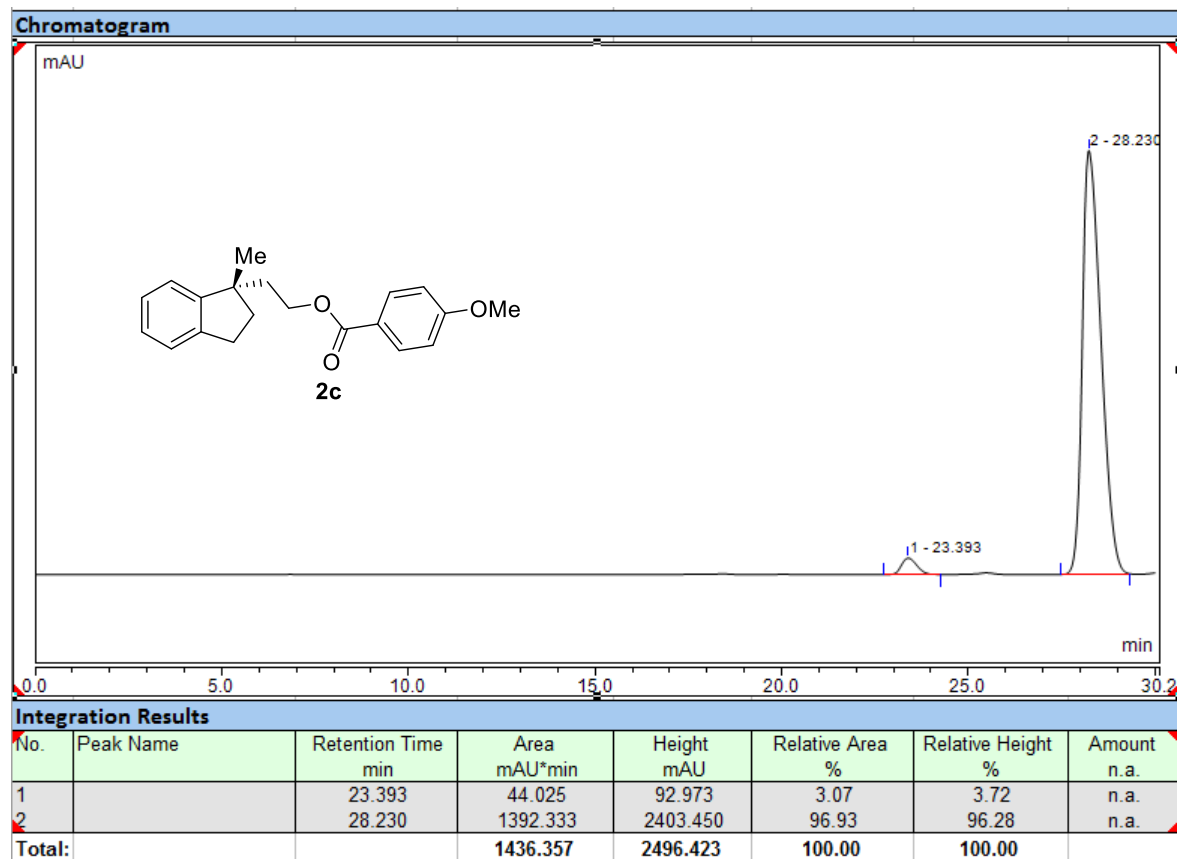 Chromatogram
mAU
2 - 28.230
Me
O
OMe
O
2c
1 - 23.393
min
0.0 5.0 10.0 15.0 20.0 25.0 30.2
Integration Results
No. Peak Name Retention Time Area Height Relative Area Relative Height Amount
min mAU*min mAU % % n.a.
1 23.393 44.025 92.973 3.07 3.72 n.a.
2 28.230 1392.333 2403.450 96.93 96.28 n.a.
Total: 1436.357 2496.423 100.00 100.00